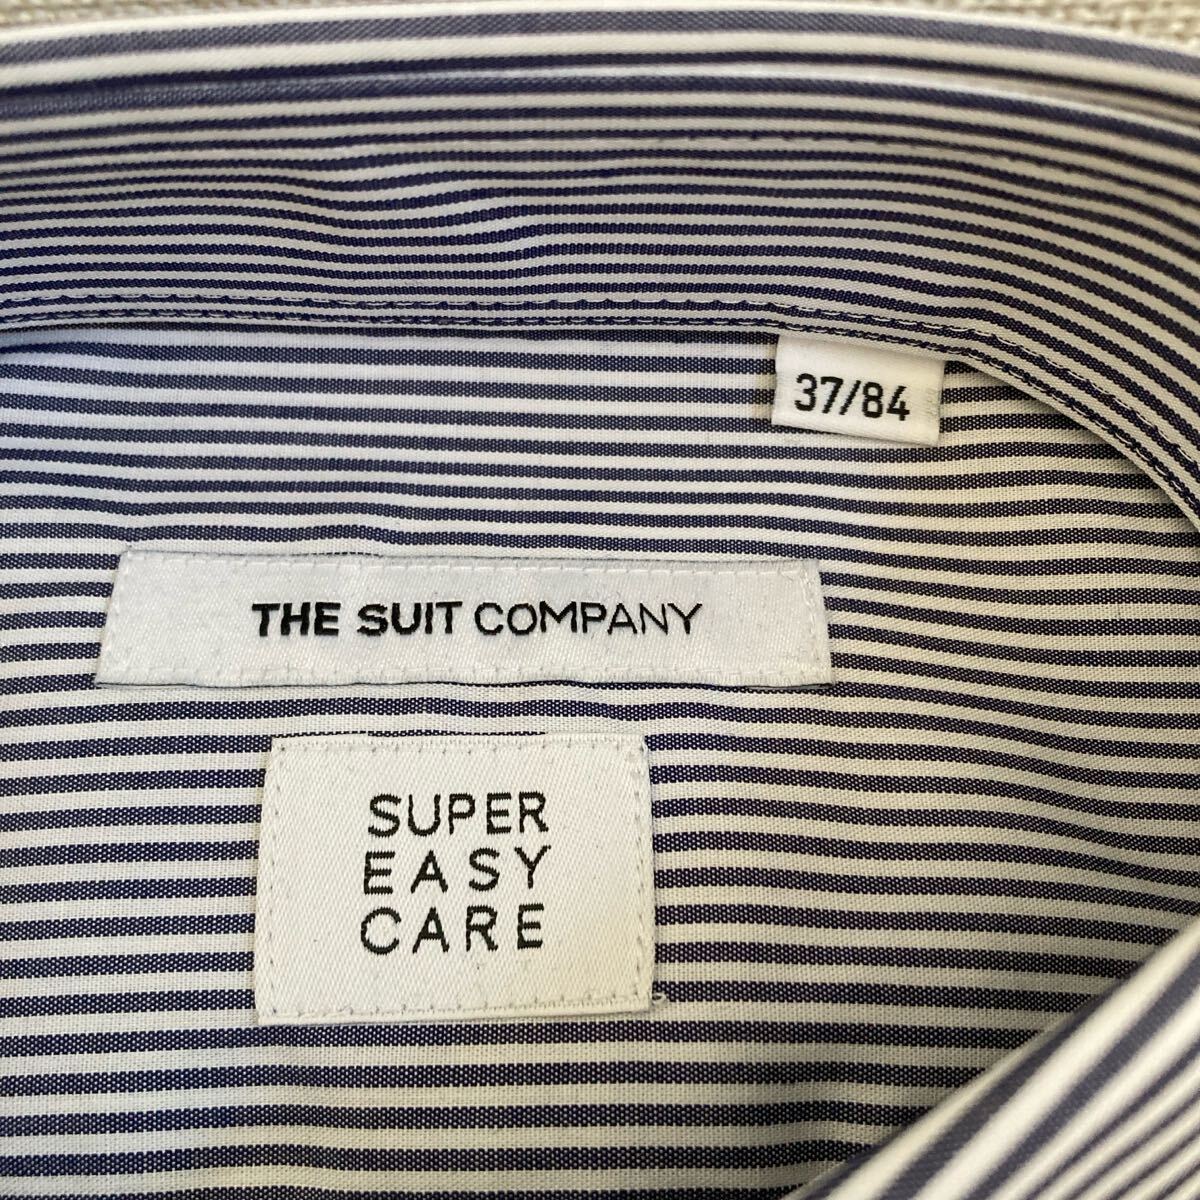 37/84
THE SUIT COMPANY
SUPER
EASY
CARE